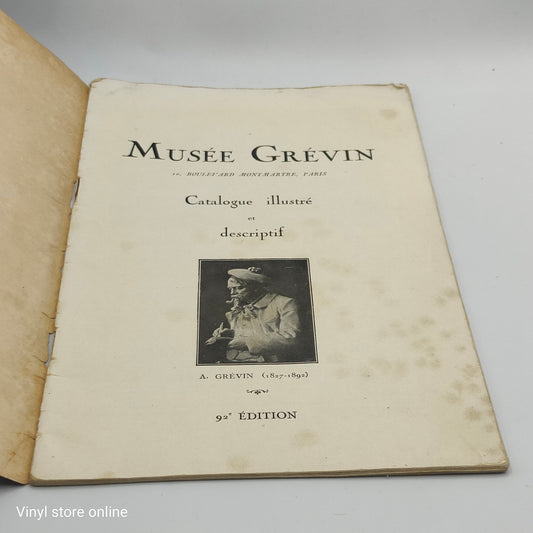 MUSÉE GRÉVIN
10, BOULEVARD MONTMARTRE, PARIS
Catalogue illustré
et
descriptif
A. GRÉVIN (1827-1892)
92e ÉDITION
Vinyl store online